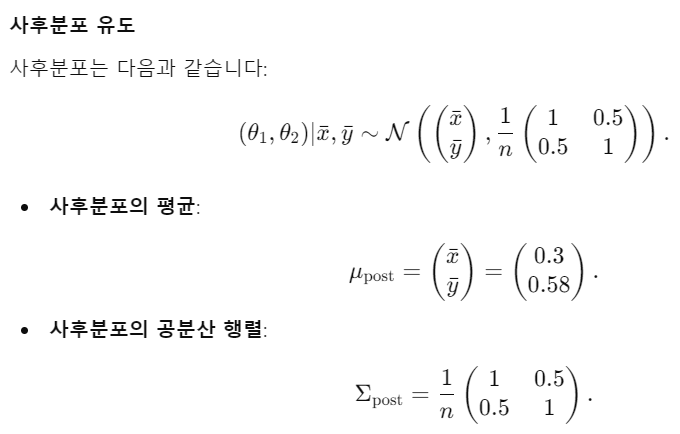 사후분포 유도
사후분포는 다음과 같습니다:
$(\theta_1, \theta_2)|\bar{x}, \bar{y} \sim \mathcal{N}\left(\begin{pmatrix} \bar{x} \\ \bar{y} \end{pmatrix}, \frac{1}{n}\begin{pmatrix} 1 & 0.5 \\ 0.5 & 1 \end{pmatrix}\right).$
• 사후분포의 평균:
$\mu_{\text{post}} = \begin{pmatrix} \bar{x} \\ \bar{y} \end{pmatrix} = \begin{pmatrix} 0.3 \\ 0.58 \end{pmatrix}.$
• 사후분포의 공분산 행렬:
$\Sigma_{\text{post}} = \frac{1}{n}\begin{pmatrix} 1 & 0.5 \\ 0.5 & 1 \end{pmatrix}.$